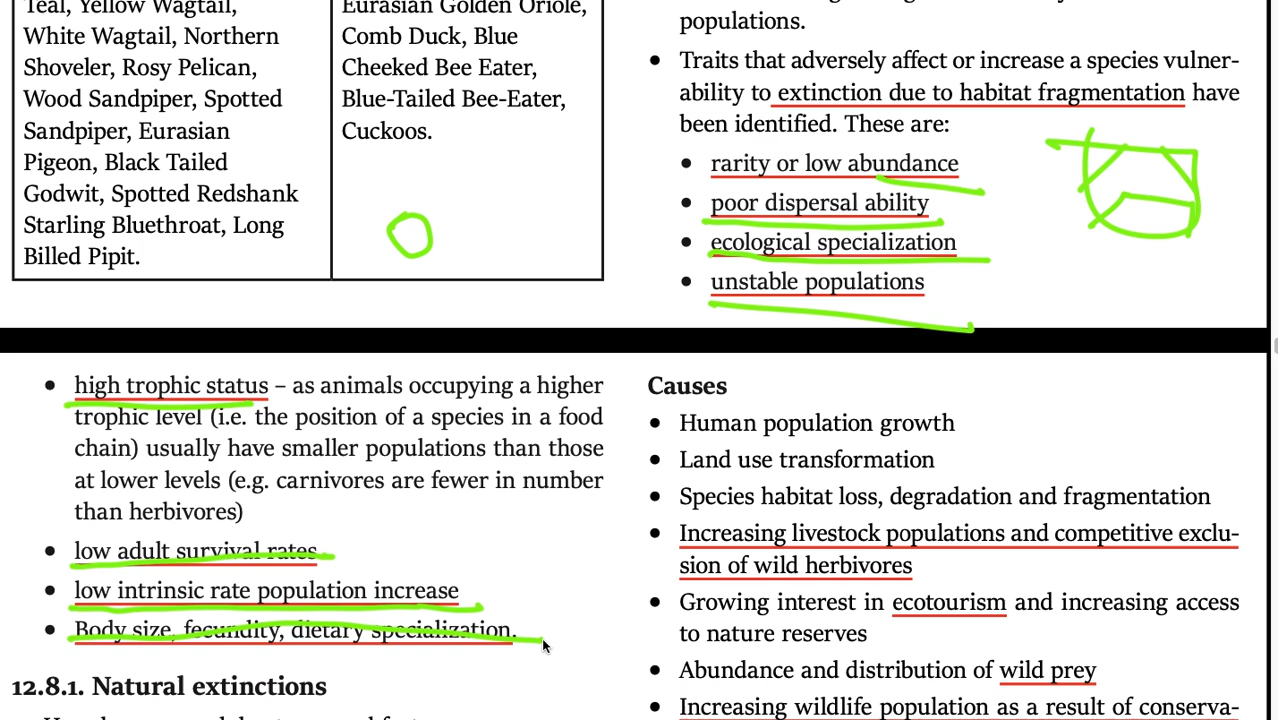 Teal, Yellow Wagtail,
White Wagtail, Northern
Shoveler, Rosy Pelican,
Wood Sandpiper, Spotted
Sandpiper, Eurasian
Pigeon, Black Tailed
Godwit, Spotted Redshank
Starling Bluethroat, Long
Billed Pipit.
Eurasian Golden Oriole,
Comb Duck, Blue
Cheeked Bee Eater,
Blue-Tailed Bee-Eater,
Cuckoos.
populations.
• Traits that adversely affect or increase a species vulner-
ability to extinction due to habitat fragmentation have
been identified. These are:
• rarity or low abundance
• poor dispersal ability
• ecological specialization
• unstable populations
• high trophic status – as animals occupying a higher
trophic level (i.e. the position of a species in a food
chain) usually have smaller populations than those
at lower levels (e.g. carnivores are fewer in number
than herbivores)
• low adult survival rates
• low intrinsic rate population increase
• Body size, fecundity, dietary specialization.
12.8.1. Natural extinctions
Causes
• Human population growth
• Land use transformation
• Species habitat loss, degradation and fragmentation
• Increasing livestock populations and competitive exclu-
sion of wild herbivores
• Growing interest in ecotourism and increasing access
to nature reserves
• Abundance and distribution of wild prey
• Increasing wildlife population as a result of conserva-